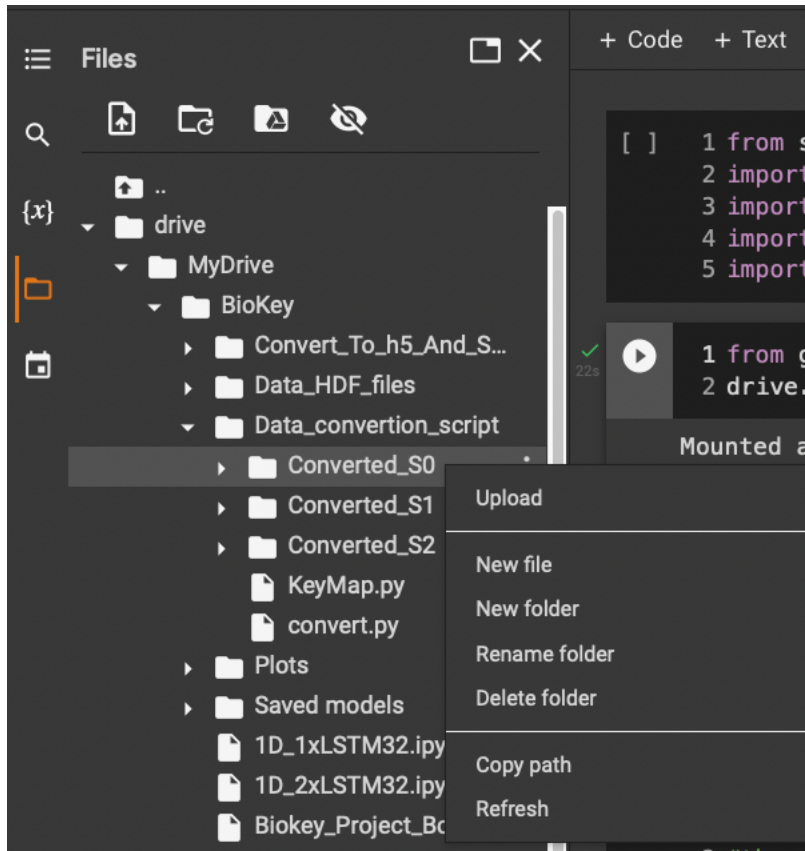 Files
+ Code + Text
{x}
..
drive
MyDrive
BioKey
Convert_To_h5_And_S...
Data_HDF_files
Data_convertion_script
Converted_S0
Converted_S1
Converted_S2
KeyMap.py
convert.py
Plots
Saved models
1D_1xLSTM32.ipy
1D_2xLSTM32.ipy
Biokey_Project_Bo
Upload
New file
New folder
Rename folder
Delete folder
Copy path
Refresh
[ ] 1 from s
2 import
3 import
4 import
5 import
22s
1 from g
2 drive.
Mounted a